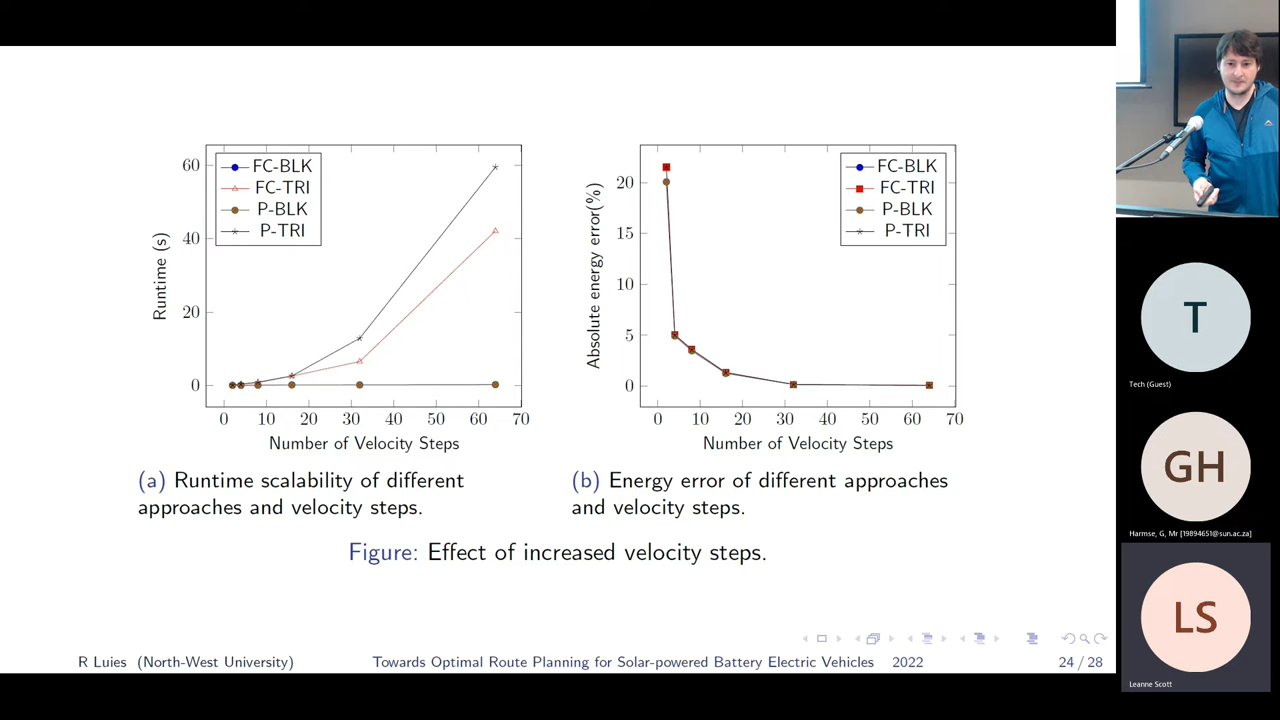 60
40
20
0
Runtime (s)
FC-BLK
FC-TRI
P-BLK
P-TRI
0 10 20 30 40 50 60 70
Number of Velocity Steps
20
15
10
5
0
Absolute energy error(%)
FC-BLK
FC-TRI
P-BLK
P-TRI
0 10 20 30 40 50 60 70
Number of Velocity Steps
(a) Runtime scalability of different
approaches and velocity steps.
(b) Energy error of different approaches
and velocity steps.
Figure: Effect of increased velocity steps.
R Luies (North-West University) Towards Optimal Route Planning for Solar-powered Battery Electric Vehicles 2022 24 / 28
T
Tech (Guest)
GH
Harmse, G, Mr [19894651@sun.ac.za]
LS
Leanne Scott